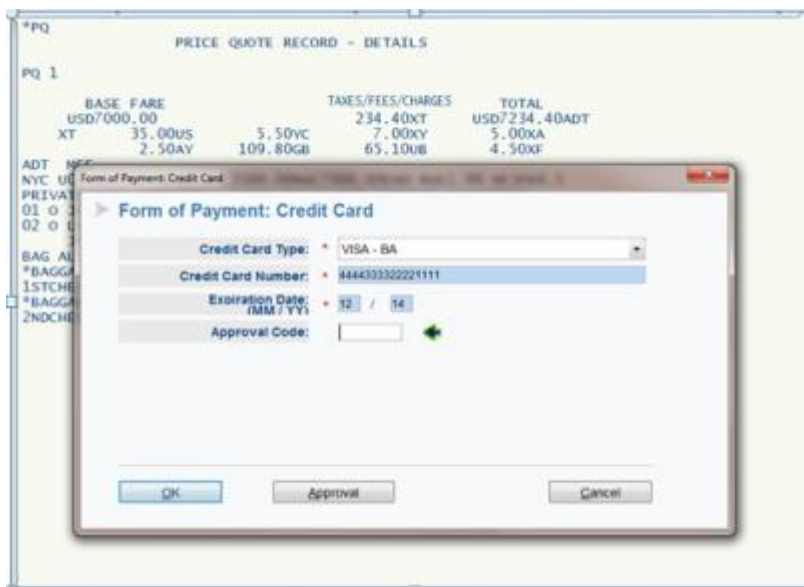 *PQ
PRICE QUOTE RECORD - DETAILS
PQ 1
BASE FARE TAXES/FEES/CHARGES TOTAL
USD7000.00 234.40XT USD7234.40ADT
XT 35.00US 5.50YC 7.00XY 5.00XA
2.50AY 109.80GB 65.10UB 4.50XF
ADT
NYC
PRIVAT
01 O
02 O
BAG AL
*BAGGA
1STCHE
*BAGGA
2NDCHE
Form of Payment: Credit Card
Form of Payment: Credit Card
Credit Card Type: * VISA - BA
Credit Card Number: * 4444333322221111
Expiration Date: * 12 / 14
(MM / YY)
Approval Code:
OK Approval Cancel